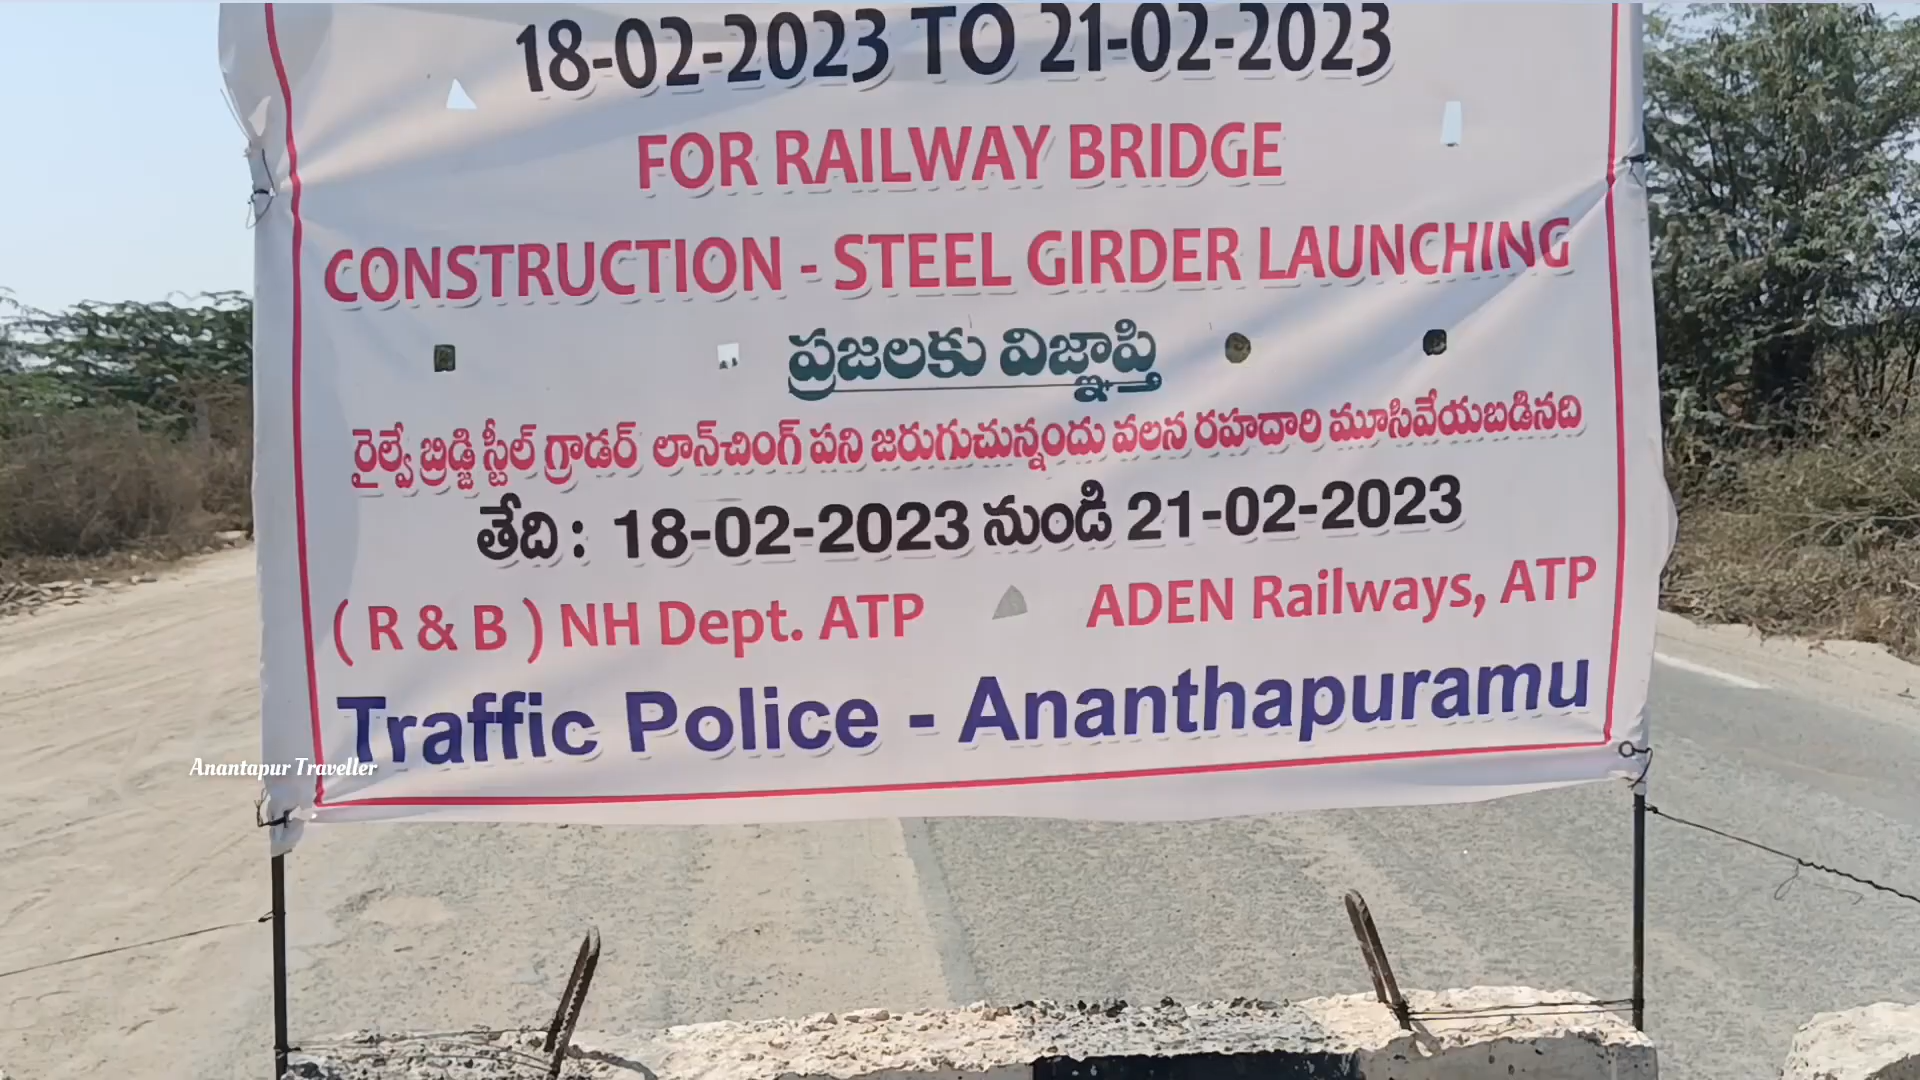 18-02-2023 TO 21-02-2023
FOR RAILWAY BRIDGE
CONSTRUCTION - STEEL GIRDER LAUNCHING
ప్రజలకు విజ్ఞాప్తి
రైల్వే బ్రిడ్జి స్టీల్ గ్రాడర్ లాన్‌చింగ్ పని జరుగుచున్నందు వలన రహదారి మూసివేయబడినది
తేది : 18-02-2023 నుండి 21-02-2023
( R & B ) NH Dept. ATP ADEN Railways, ATP
Traffic Police - Ananthapuramu
Anantapur Traveller